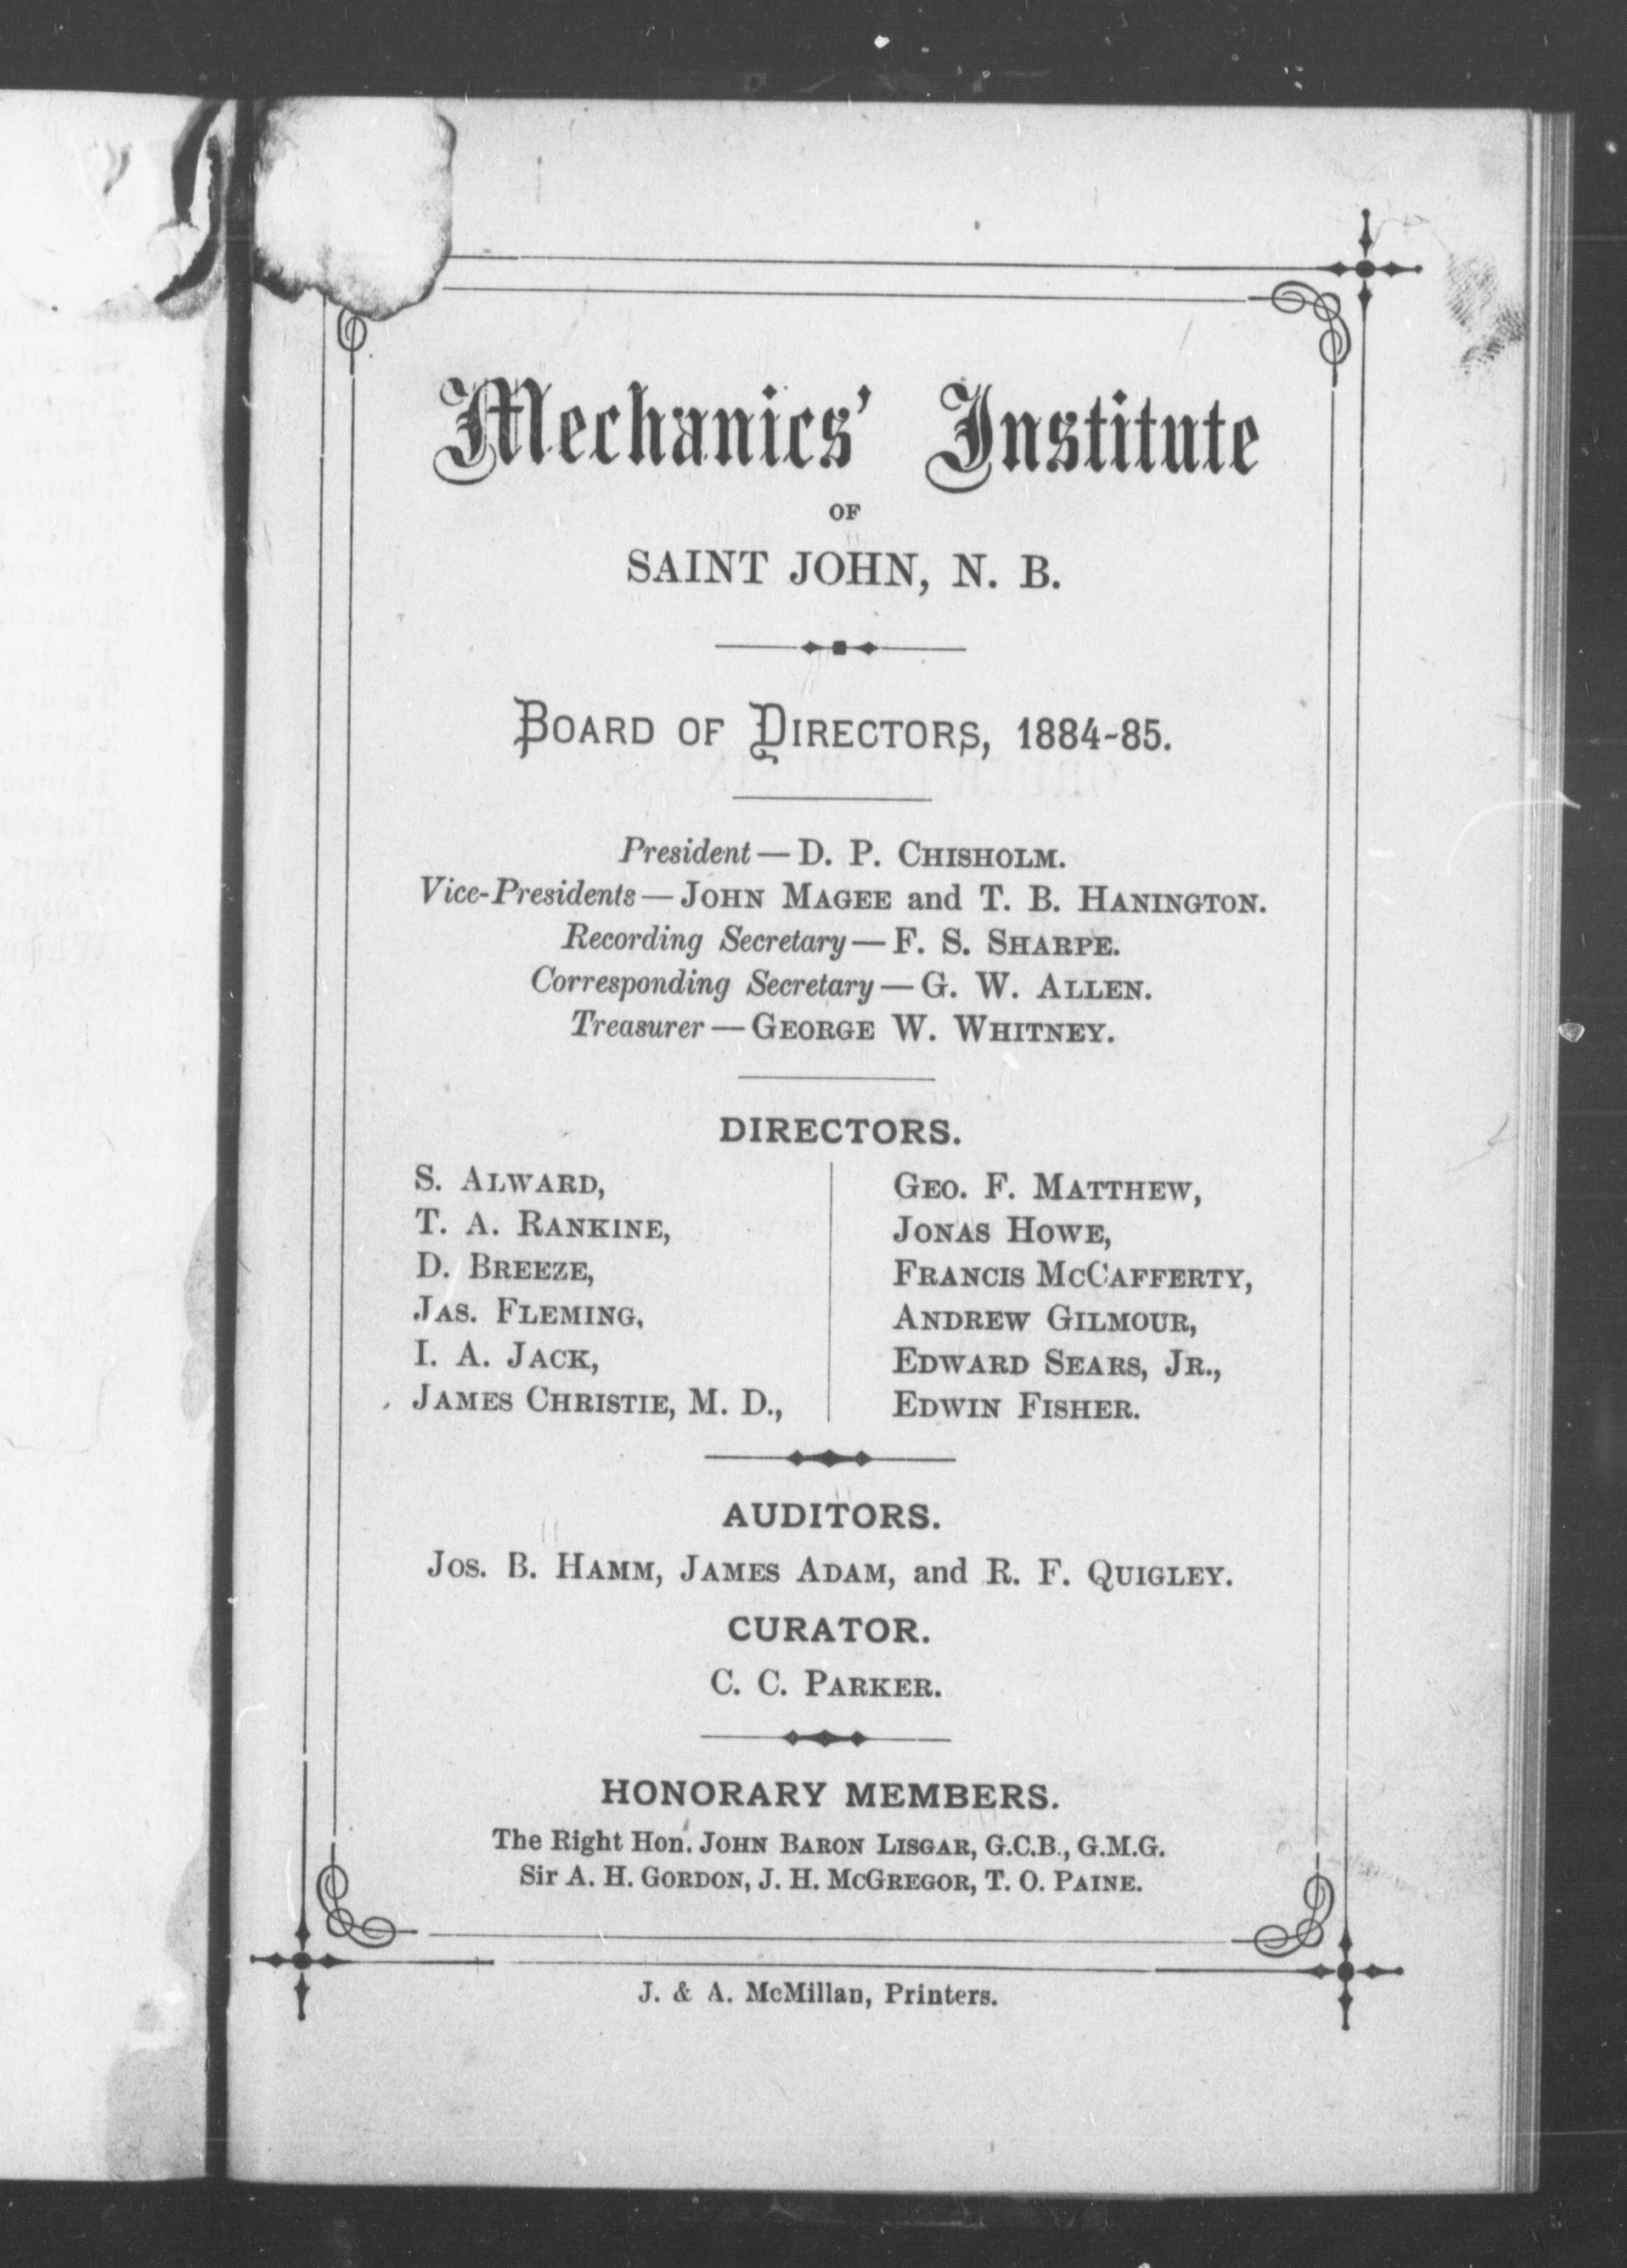 Mechanics' Institute
OF
SAINT JOHN, N. B.
BOARD OF DIRECTORS, 1884-85.
President — D. P. CHISHOLM.
Vice-Presidents — JOHN MAGEE and T. B. HANINGTON.
Recording Secretary — F. S. SHARPE.
Corresponding Secretary — G. W. ALLEN.
Treasurer — GEORGE W. WHITNEY.
DIRECTORS.
S. ALWARD,
T. A. RANKINE,
D. BREEZE,
JAS. FLEMING,
I. A. JACK,
JAMES CHRISTIE, M. D.,
GEO. F. MATTHEW,
JONAS HOWE,
FRANCIS MCCAFFERTY,
ANDREW GILMOUR,
EDWARD SEARS, JR.,
EDWIN FISHER.
AUDITORS.
JOS. B. HAMM, JAMES ADAM, and R. F. QUIGLEY.
CURATOR.
C. C. PARKER.
HONORARY MEMBERS.
The Right Hon. JOHN BARON LISGAR, G.C.B., G.M.G.
Sir A. H. GORDON, J. H. MCGREGOR, T. O. PAINE.
J. & A. McMillan, Printers.